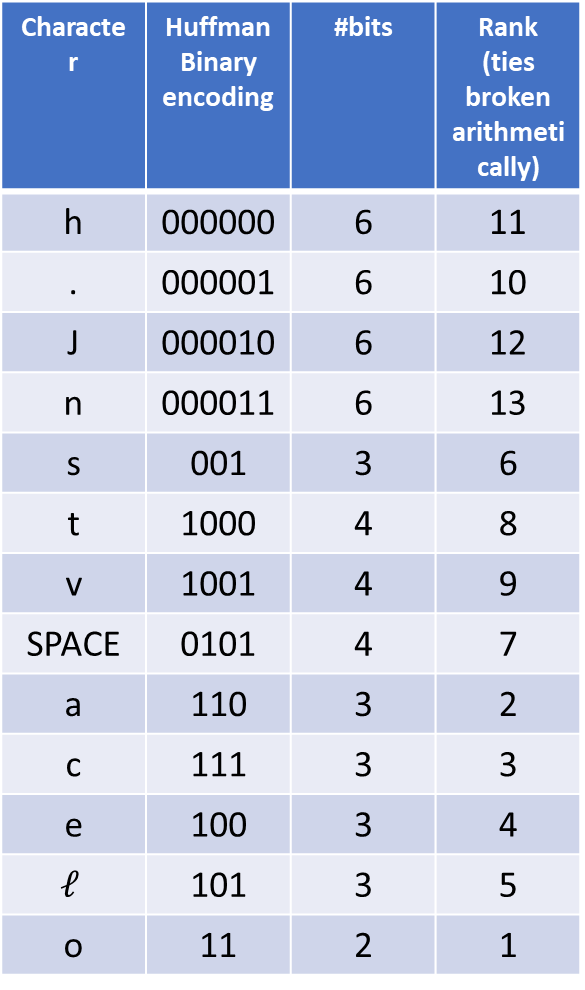 Characte
r
Huffman
Binary
encoding
#bits
Rank
(ties
broken
arithmeti
cally)
h 000000 6 11
. 000001 6 10
J 000010 6 12
n 000011 6 13
s 001 3 6
t 1000 4 8
v 1001 4 9
SPACE 0101 4 7
a 110 3 2
c 111 3 3
e 100 3 4
ℓ 101 3 5
o 11 2 1